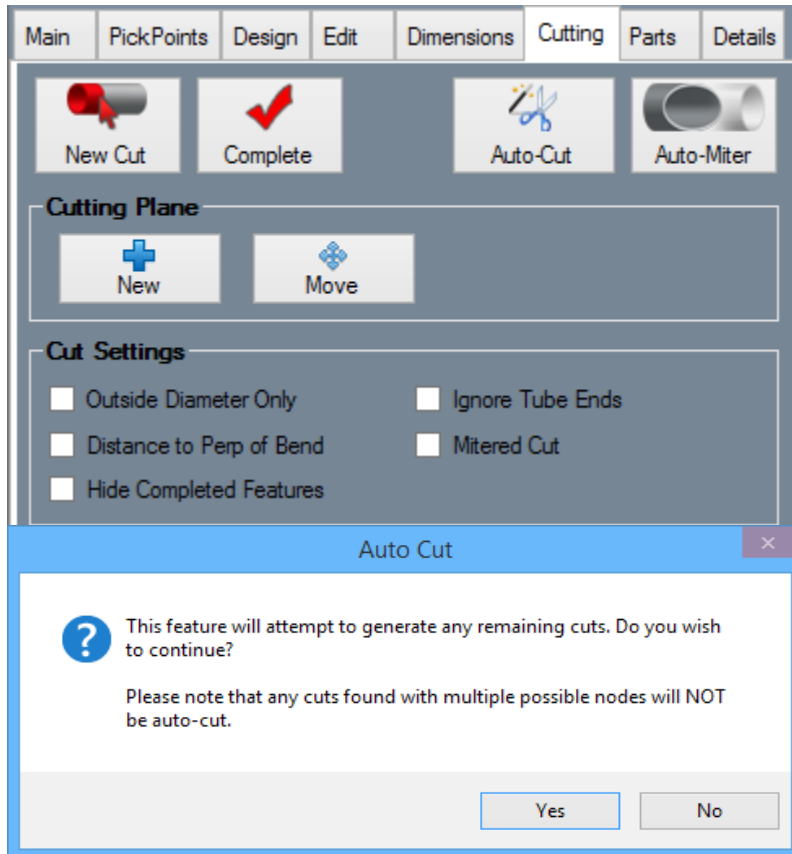 Main PickPoints Design Edit Dimensions Cutting Parts Details
New Cut Complete Auto-Cut Auto-Miter
Cutting Plane
New Move
Cut Settings
Outside Diameter Only Ignore Tube Ends
Distance to Perp of Bend Mitered Cut
Hide Completed Features
Auto Cut
This feature will attempt to generate any remaining cuts. Do you wish
to continue?
Please note that any cuts found with multiple possible nodes will NOT
be auto-cut.
Yes No